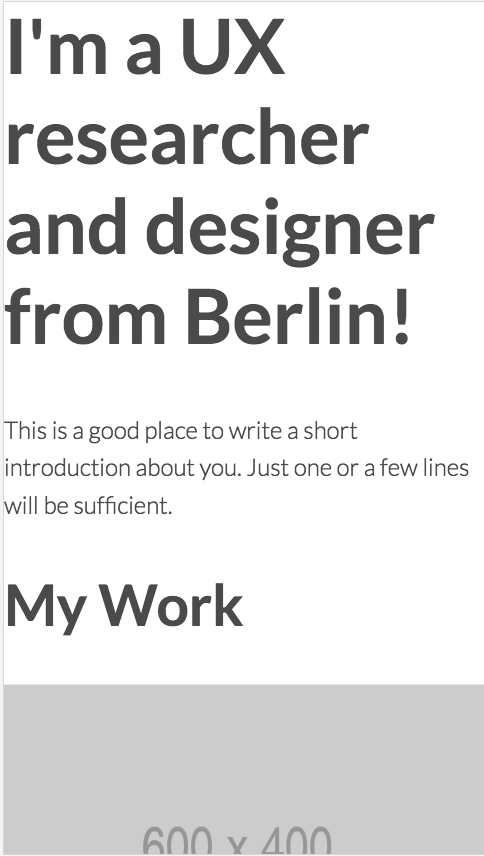 I'm a UX
researcher
and designer
from Berlin!
This is a good place to write a short
introduction about you. Just one or a few lines
will be sufficient.
My Work
600 x 400